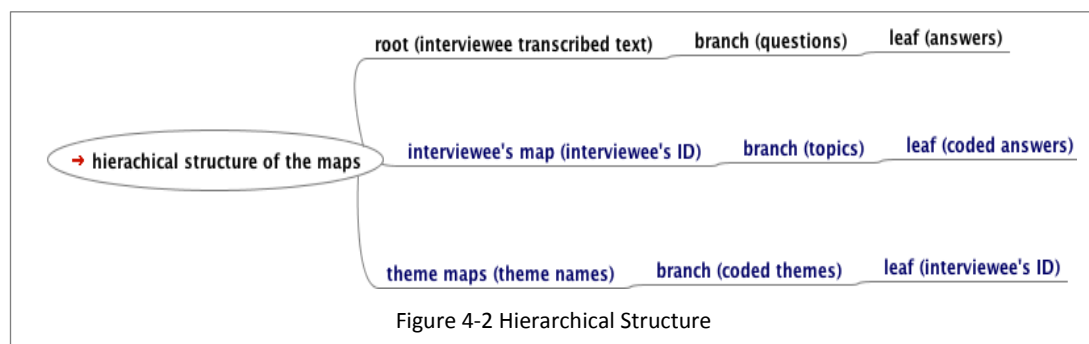 root (interviewee transcribed text) branch (questions) leaf (answers)
➔ hierachical structure of the maps
interviewee's map (interviewee's ID) branch (topics) leaf (coded answers)
theme maps (theme names) branch (coded themes) leaf (interviewee's ID)
Figure 4-2 Hierarchical Structure